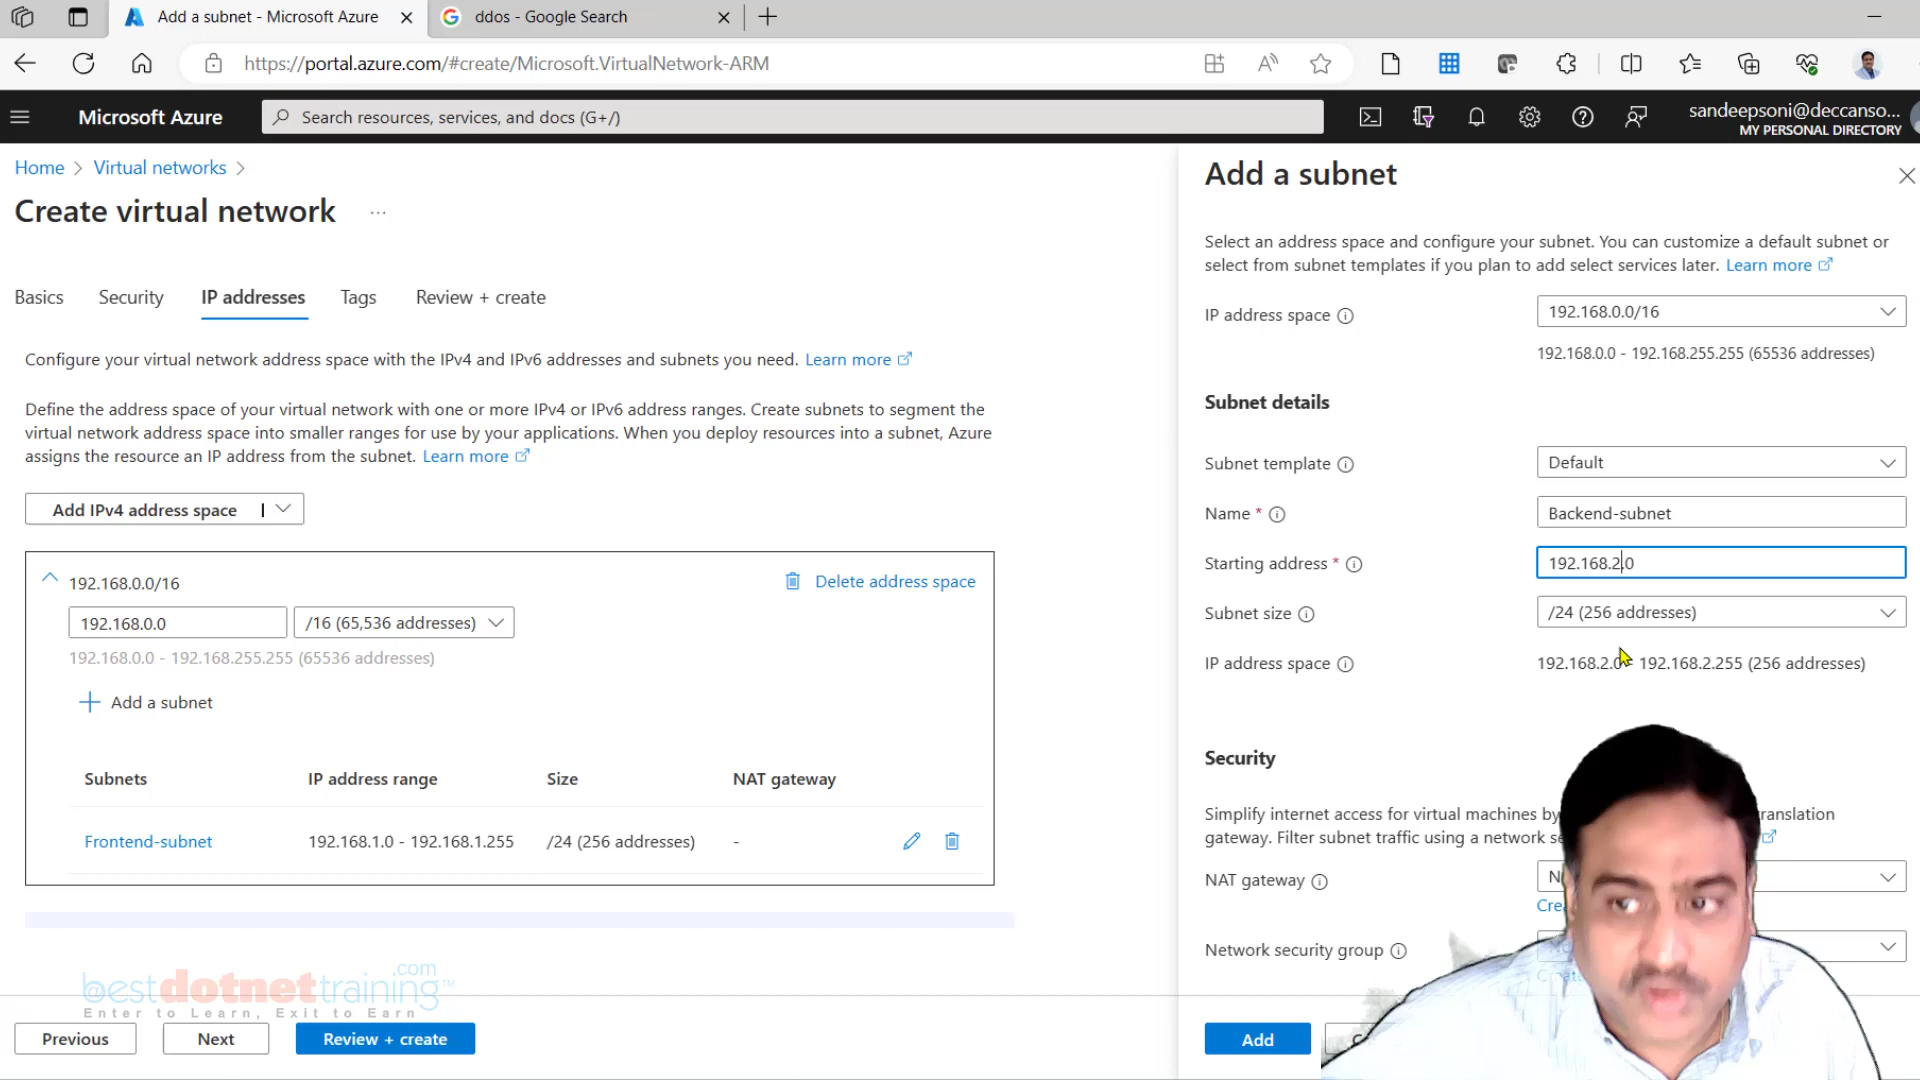 Add a subnet - Microsoft Azure
ddos - Google Search
https://portal.azure.com/#create/Microsoft.VirtualNetwork-ARM
Microsoft Azure
Search resources, services, and docs (G+/)
sandeepsoni@deccanso...
MY PERSONAL DIRECTORY
Home > Virtual networks >
Create virtual network ...
Basics
Security
IP addresses
Tags
Review + create
Configure your virtual network address space with the IPv4 and IPv6 addresses and subnets you need. Learn more
Define the address space of your virtual network with one or more IPv4 or IPv6 address ranges. Create subnets to segment the
virtual network address space into smaller ranges for use by your applications. When you deploy resources into a subnet, Azure
assigns the resource an IP address from the subnet. Learn more
Add IPv4 address space |
192.168.0.0/16
Delete address space
192.168.0.0
/16 (65,536 addresses)
192.168.0.0 - 192.168.255.255 (65536 addresses)
+ Add a subnet
Subnets
IP address range
Size
NAT gateway
Frontend-subnet
192.168.1.0 - 192.168.1.255
/24 (256 addresses)
-
bestdotnettraining.com™
Enter to Learn, Exit to Earn
Previous
Next
Review + create
Add a subnet
Select an address space and configure your subnet. You can customize a default subnet or
select from subnet templates if you plan to add select services later. Learn more
IP address space
192.168.0.0/16
192.168.0.0 - 192.168.255.255 (65536 addresses)
Subnet details
Subnet template
Default
Name *
Backend-subnet
Starting address *
192.168.2.0
Subnet size
/24 (256 addresses)
IP address space
192.168.2.0 - 192.168.2.255 (256 addresses)
Security
Simplify internet access for virtual machines by
translation
gateway. Filter subnet traffic using a network
NAT gateway
Network security group
Add